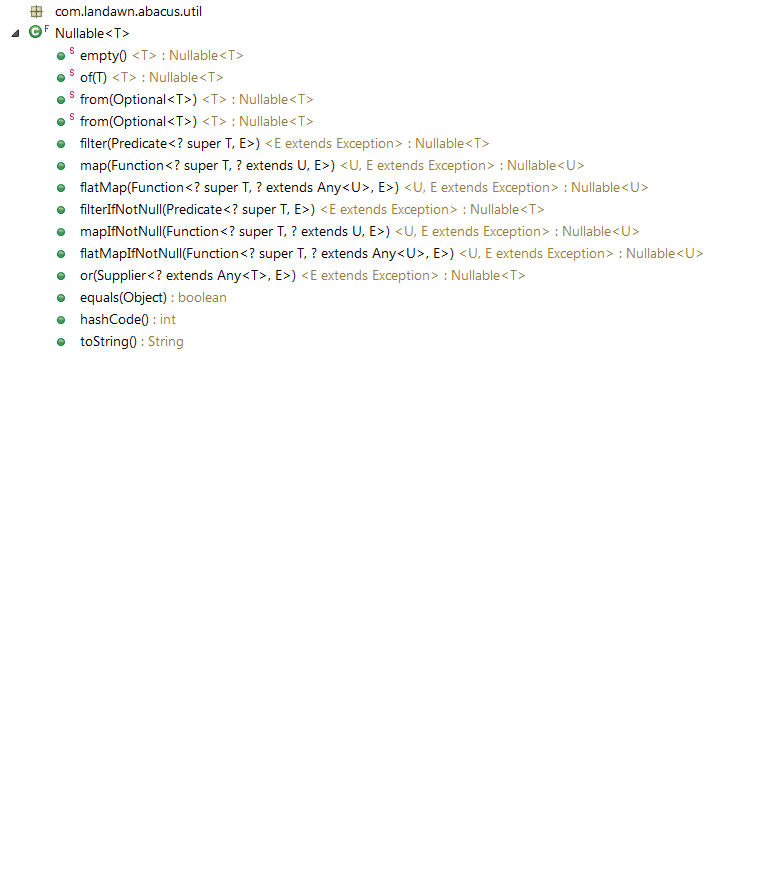 com.landawn.abacus.util
C F Nullable<T>
S empty() <T> : Nullable<T>
S of(T) <T> : Nullable<T>
S from(Optional<T>) <T> : Nullable<T>
S from(Optional<T>) <T> : Nullable<T>
filter(Predicate<? super T, E>) <E extends Exception> : Nullable<T>
map(Function<? super T, ? extends U, E>) <U, E extends Exception> : Nullable<U>
flatMap(Function<? super T, ? extends Any<U>, E>) <U, E extends Exception> : Nullable<U>
filterIfNotNull(Predicate<? super T, E>) <E extends Exception> : Nullable<T>
mapIfNotNull(Function<? super T, ? extends U, E>) <U, E extends Exception> : Nullable<U>
flatMapIfNotNull(Function<? super T, ? extends Any<U>, E>) <U, E extends Exception> : Nullable<U>
or(Supplier<? extends Any<T>, E>) <E extends Exception> : Nullable<T>
equals(Object) : boolean
hashCode() : int
toString() : String